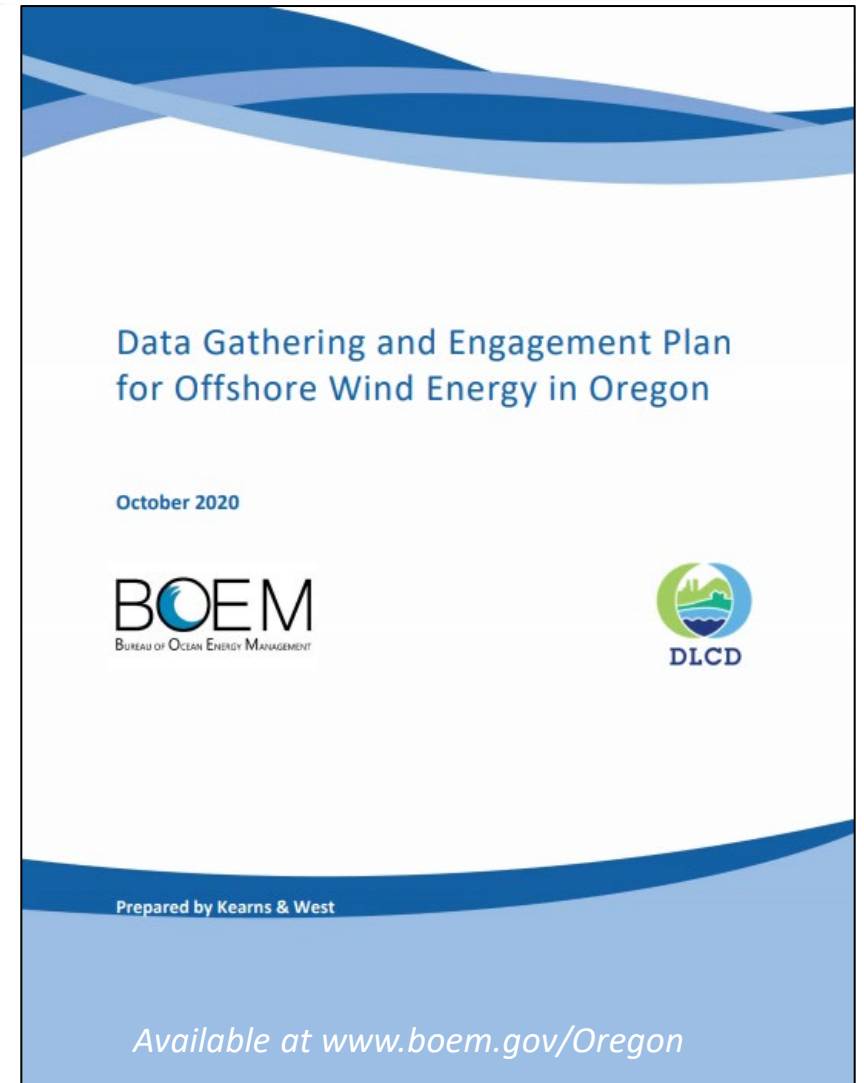 Data Gathering and Engagement Plan
for Offshore Wind Energy in Oregon
October 2020
BOEM
BUREAU OF OCEAN ENERGY MANAGEMENT
DLCD
Prepared by Kearns & West
Available at www.boem.gov/Oregon